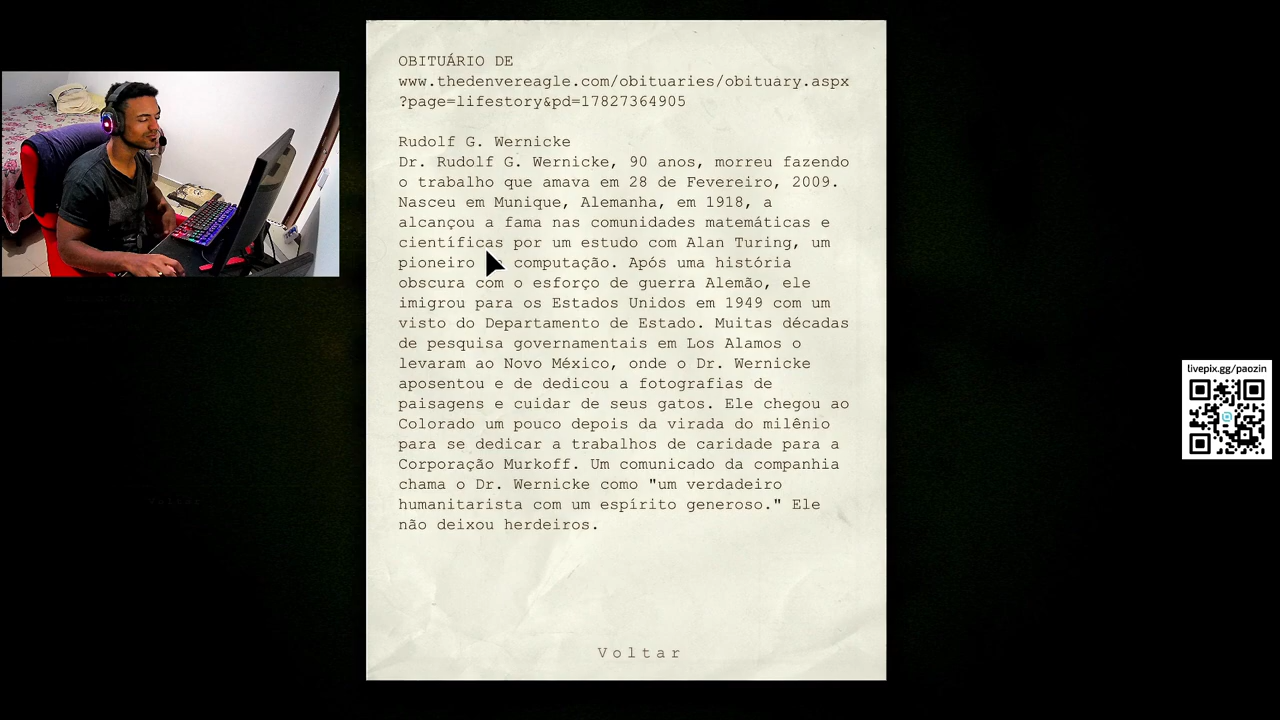 OBITUÁRIO DE
www.thedenvereagle.com/obituaries/obituary.aspx
?page=lifestory&pd=17827364905
Rudolf G. Wernicke
Dr. Rudolf G. Wernicke, 90 anos, morreu fazendo
o trabalho que amava em 28 de Fevereiro, 2009.
Nasceu em Munique, Alemanha, em 1918, a
alcançou a fama nas comunidades matemáticas e
científicas por um estudo com Alan Turing, um
pioneiro computação. Após uma história
obscura com o esforço de guerra Alemão, ele
imigrou para os Estados Unidos em 1949 com um
visto do Departamento de Estado. Muitas décadas
de pesquisa governamentais em Los Alamos o
levaram ao Novo México, onde o Dr. Wernicke
aposentou e de dedicou a fotografias de
paisagens e cuidar de seus gatos. Ele chegou ao
Colorado um pouco depois da virada do milênio
para se dedicar a trabalhos de caridade para a
Corporação Murkoff. Um comunicado da companhia
chama o Dr. Wernicke como "um verdadeiro
humanitarista com um espírito generoso." Ele
não deixou herdeiros.
Voltar
livepix.gg/paozin